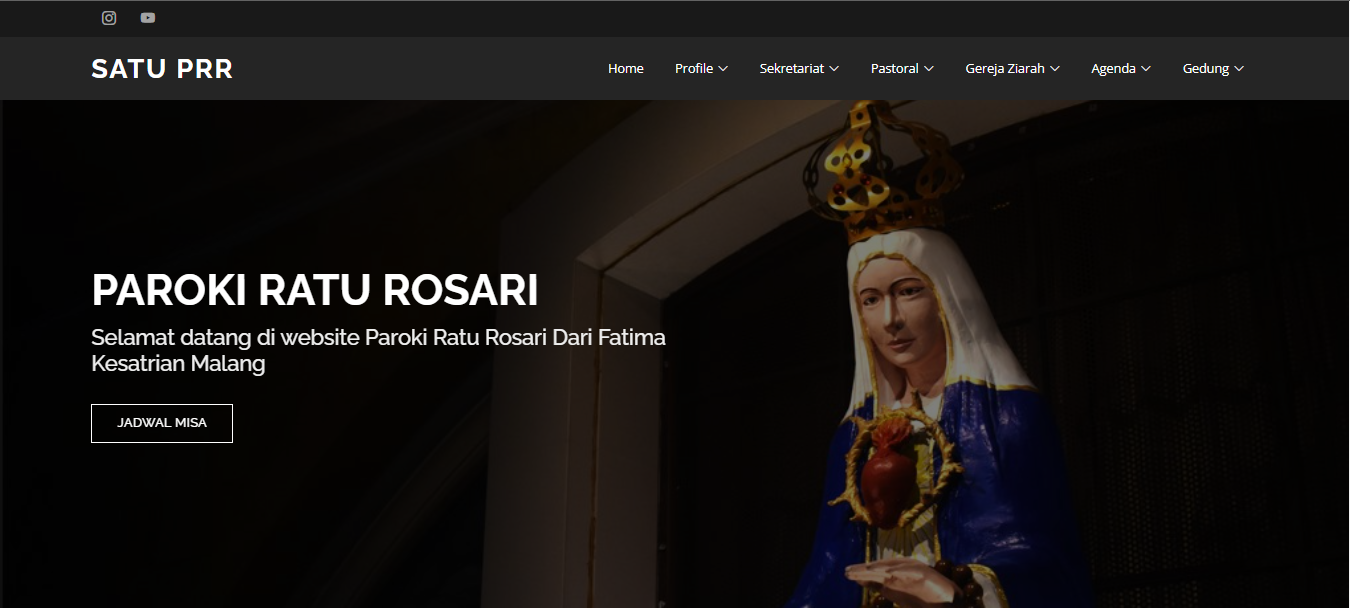 SATU PRR
Home Profile Sekretariat Pastoral Gereja Ziarah Agenda Gedung
PAROKI RATU ROSARI
Selamat datang di website Paroki Ratu Rosari Dari Fatima
Kesatrian Malang
JADWAL MISA